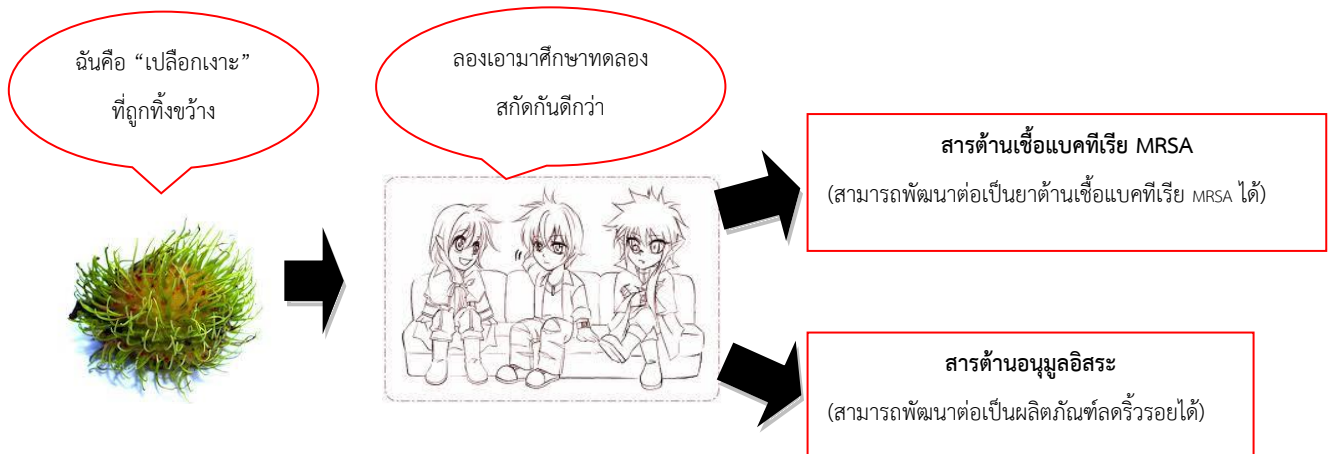 ฉันคือ “เปลือกเงาะ”
ที่ถูกทิ้งขว้าง
ลองเอามาศึกษาทดลอง
สกัดกันดีกว่า
สารต้านเชื้อแบคทีเรีย MRSA
(สามารถพัฒนาต่อเป็นยาต้านเชื้อแบคทีเรีย MRSA ได้)
สารต้านอนุมูลอิสระ
(สามารถพัฒนาต่อเป็นผลิตภัณฑ์ลดริ้วรอยได้)